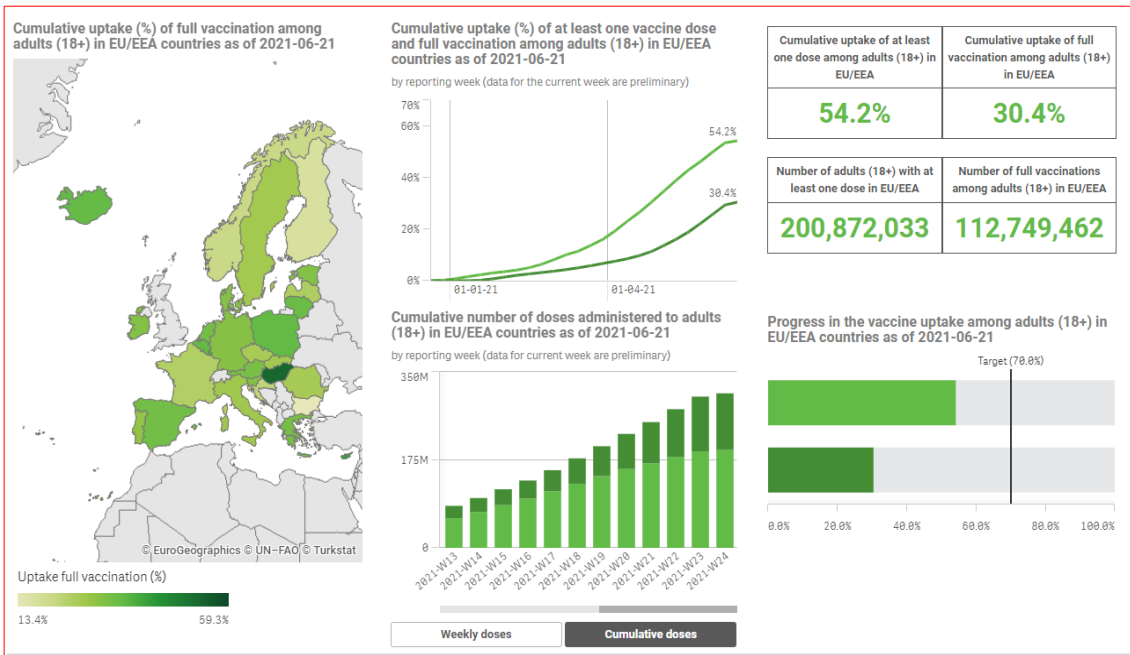 Cumulative uptake (%) of full vaccination among
adults (18+) in EU/EEA countries as of 2021-06-21
© EuroGeographics © UN–FAO © Turkstat
Uptake full vaccination (%)
13.4%
59.3%
Cumulative uptake (%) of at least one vaccine dose
and full vaccination among adults (18+) in EU/EEA
countries as of 2021-06-21
by reporting week (data for the current week are preliminary)
70%
60%
40%
20%
0%
54.2%
30.4%
01-01-21
01-04-21
Cumulative number of doses administered to adults
(18+) in EU/EEA countries as of 2021-06-21
by reporting week (data for current week are preliminary)
350M
175M
0
2021-W13
2021-W14
2021-W15
2021-W16
2021-W17
2021-W18
2021-W19
2021-W20
2021-W21
2021-W22
2021-W23
2021-W24
Weekly doses
Cumulative doses
Cumulative uptake of at least
one dose among adults (18+) in
EU/EEA
54.2%
Cumulative uptake of full
vaccination among adults (18+)
in EU/EEA
30.4%
Number of adults (18+) with at
least one dose in EU/EEA
200,872,033
Number of full vaccinations
among adults (18+) in EU/EEA
112,749,462
Progress in the vaccine uptake among adults (18+) in
EU/EEA countries as of 2021-06-21
Target (70.0%)
0.0%
20.0%
40.0%
60.0%
80.0%
100.0%